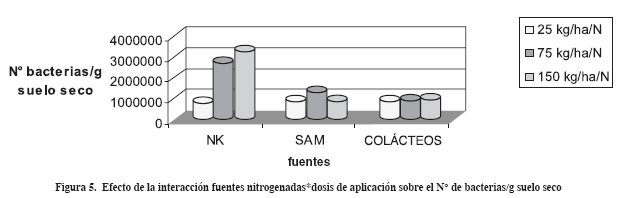 4000000
3000000
2000000
1000000
0
N° bacterias/g
suelo seco
NK
SAM
COLÁCTEOS
fuentes
25 kg/ha/N
75 kg/ha/N
150 kg/ha/N
Figura 5. Efecto de la interacción fuentes nitrogenadas*dosis de aplicación sobre el N° de bacterias/g suelo seco